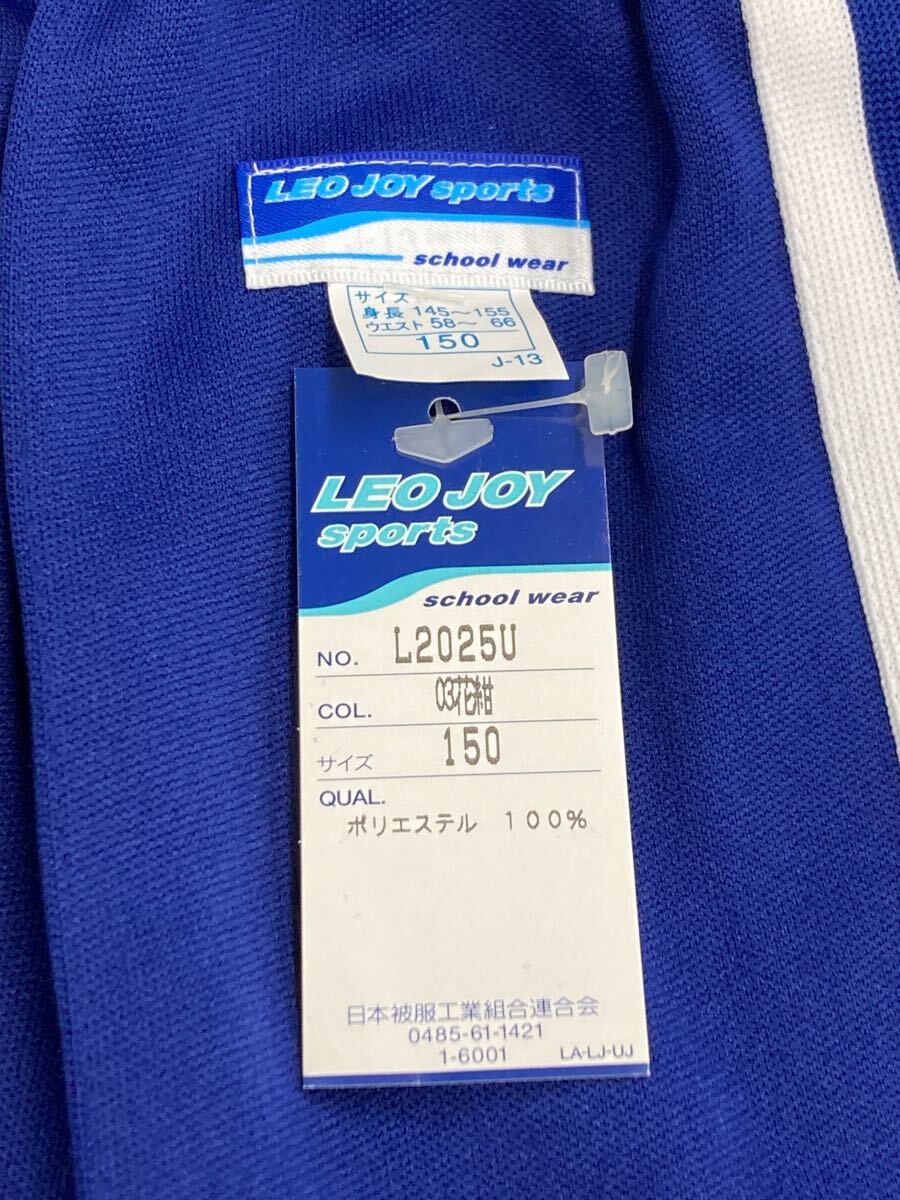 LEO JOY sports
school wear
サイズ
身長 145～155
ウエスト 58～ 66
150
J-13
LEO JOY
sports
school wear
NO. L2025U
COL. 03花紺
サイズ 150
QUAL.
ポリエステル 100%
日本被服工業組合連合会
0485-61-1421
1-6001 LA-LJ-UJ